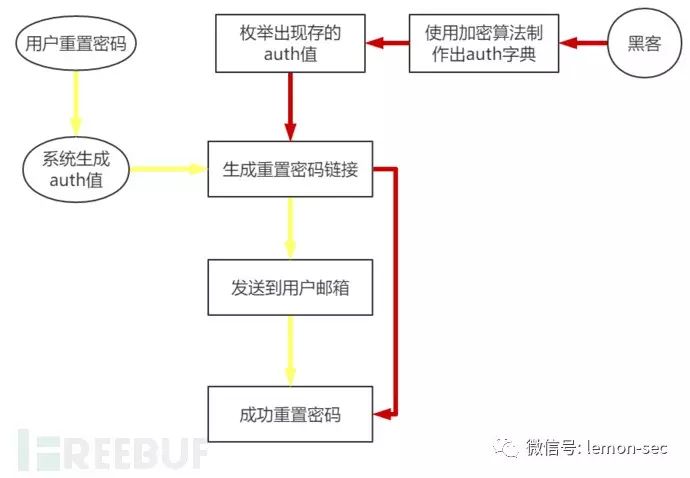 用户重置密码
枚举出现存的
auth值
使用加密算法制
作出auth字典
黑客
系统生成
auth值
生成重置密码链接
发送到用户邮箱
成功重置密码
FREEBUF
微信号: lemon-sec